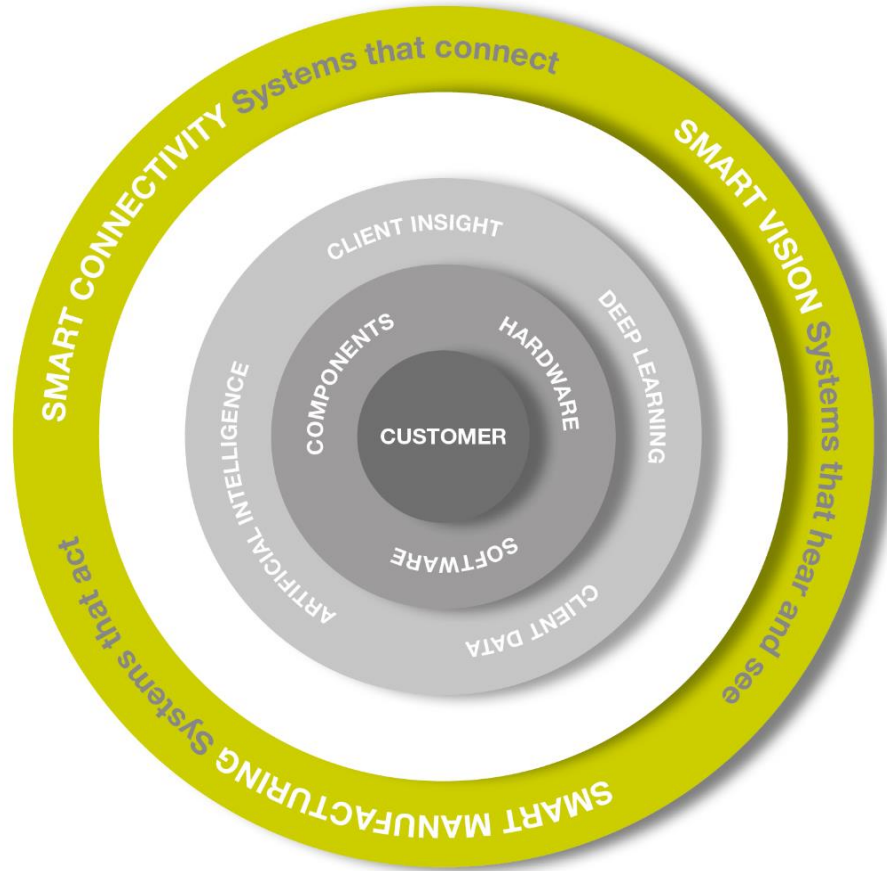 SMART CONNECTIVITY Systems that connect
SMART VISION Systems that hear and see
SMART MANUFACTURING Systems that act
CLIENT INSIGHT
DEEP LEARNING
CLIENT DATA
ARTIFICIAL INTELLIGENCE
COMPONENTS
HARDWARE
SOFTWARE
CUSTOMER